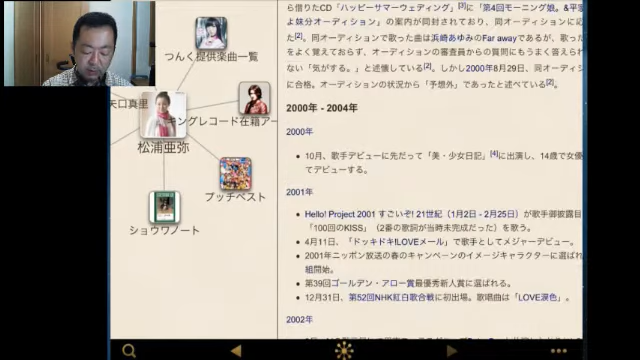 つんく提供楽曲一覧
矢口真里
キングレコード在籍アー
松浦亜弥
プッチベスト
ショウワノート
ら借りたCD「ハッピーサマーウェディング」[3]に「第4回モーニング娘。&平家
よ妹分オーディション」の案内が同封されており、同オーディションに応
た[2]。同オーディションで歌った曲は浜崎あゆみのFar awayであるが、歌っ
をよく覚えておらず、オーディションの審査員からの質問にもうまく答えられ
ない「気がする。」と述懐している[2]。しかし2000年8月29日、同オーディシ
に合格。オーディションの状況から「予想外」であったと述べている[2]。
2000年 - 2004年
2000年
10月、歌手デビューに先だって「美・少女日記」[4]に出演し、14歳で女優
てデビューする。
2001年
Hello! Project 2001 すごいぞ! 21世紀（1月2日 - 2月25日）が歌手御披露目
「100回のKISS」（2番の歌詞が当時未完成だった）を歌う。
4月11日、「ドッキドキ!LOVEメール」で歌手としてメジャーデビュー。
2001年ニッポン放送の春のキャンペーンのイメージキャラクターに選ばれ
組開始。
第39回ゴールデン・アロー賞最優秀新人賞に選ばれる。
12月31日、第52回NHK紅白歌合戦に初出場。歌唱曲は「LOVE涙色」。
2002年